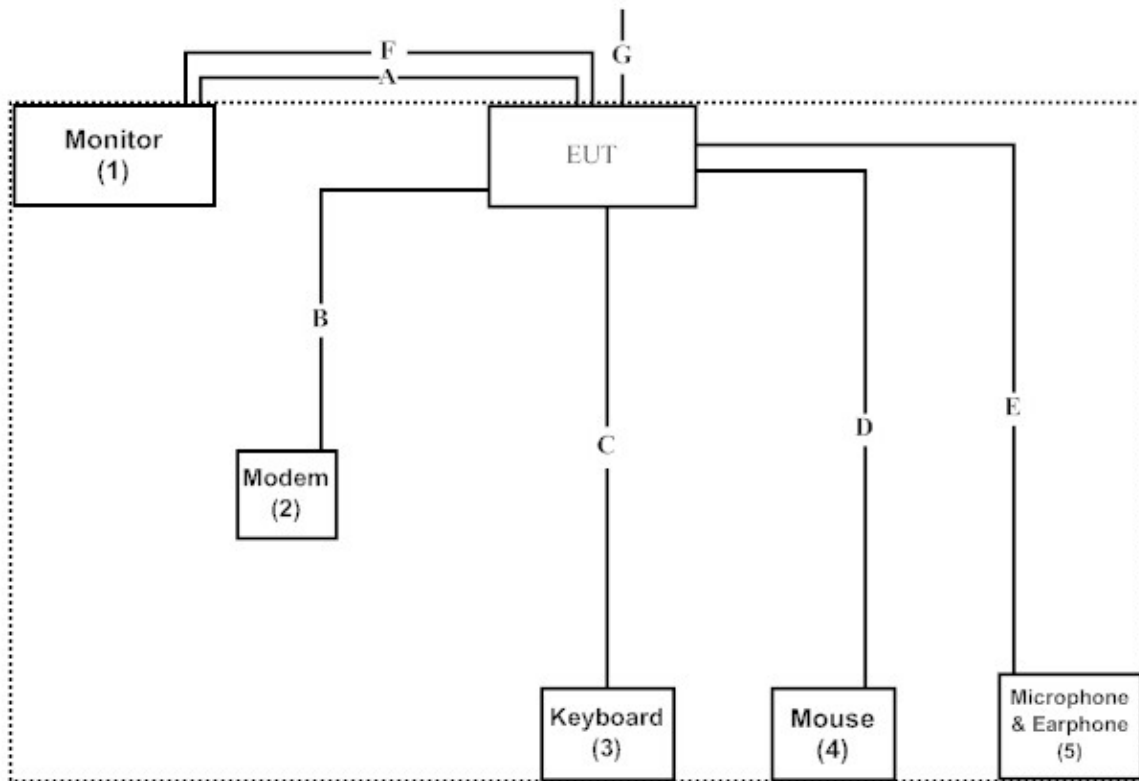 F
A
G
Monitor
(1)
EUT
B
Modem
(2)
C
D
E
Keyboard
(3)
Mouse
(4)
Microphone
& Earphone
(5)